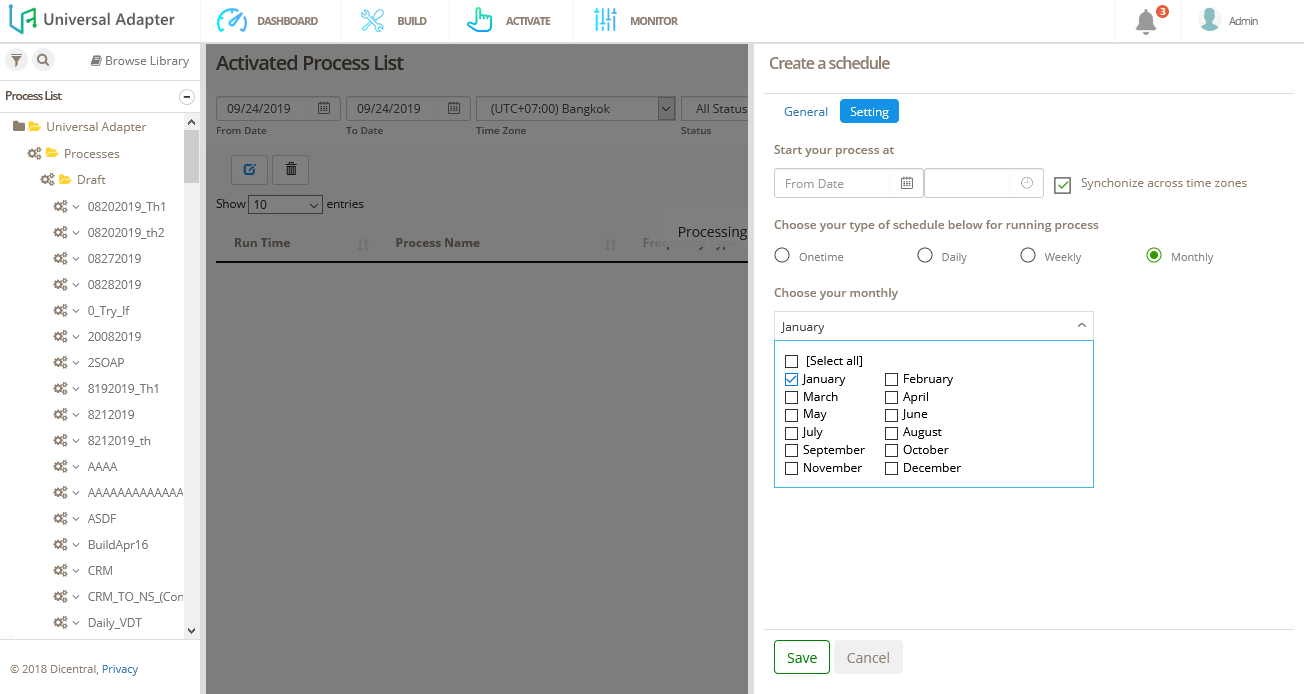 Universal Adapter
DASHBOARD
BUILD
ACTIVATE
MONITOR
3
Admin
Browse Library
Process List
Universal Adapter
Processes
Draft
08202019_Th1
08202019_th2
08272019
08282019
0_Try_If
20082019
2SOAP
8192019_Th1
8212019
8212019_th
AAAA
AAAAAAAAAAAAA
ASDF
BuildApr16
CRM
CRM_TO_NS_(Con
Daily_VDT
© 2018 Dicentral, Privacy
Activated Process List
09/24/2019
09/24/2019
(UTC+07:00) Bangkok
All Status
From Date
To Date
Time Zone
Status
Show 10 entries
Processing
Run Time
Process Name
Frequency Type
Create a schedule
General
Setting
Start your process at
From Date
Synchonize across time zones
Choose your type of schedule below for running process
Onetime
Daily
Weekly
Monthly
Choose your monthly
January
[Select all]
January
February
March
April
May
June
July
August
September
October
November
December
Save
Cancel